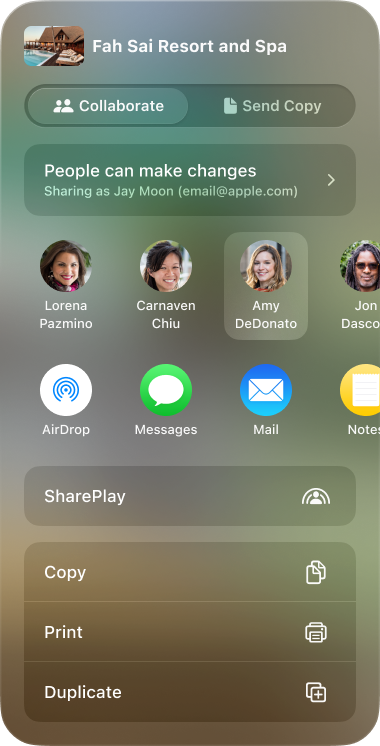 Fah Sai Resort and Spa
Collaborate
Send Copy
People can make changes
Sharing as Jay Moon (email@apple.com)
Lorena
Pazmino
Carnaven
Chiu
Amy
DeDonato
Jon
Dasco
AirDrop
Messages
Mail
Notes
SharePlay
Copy
Print
Duplicate